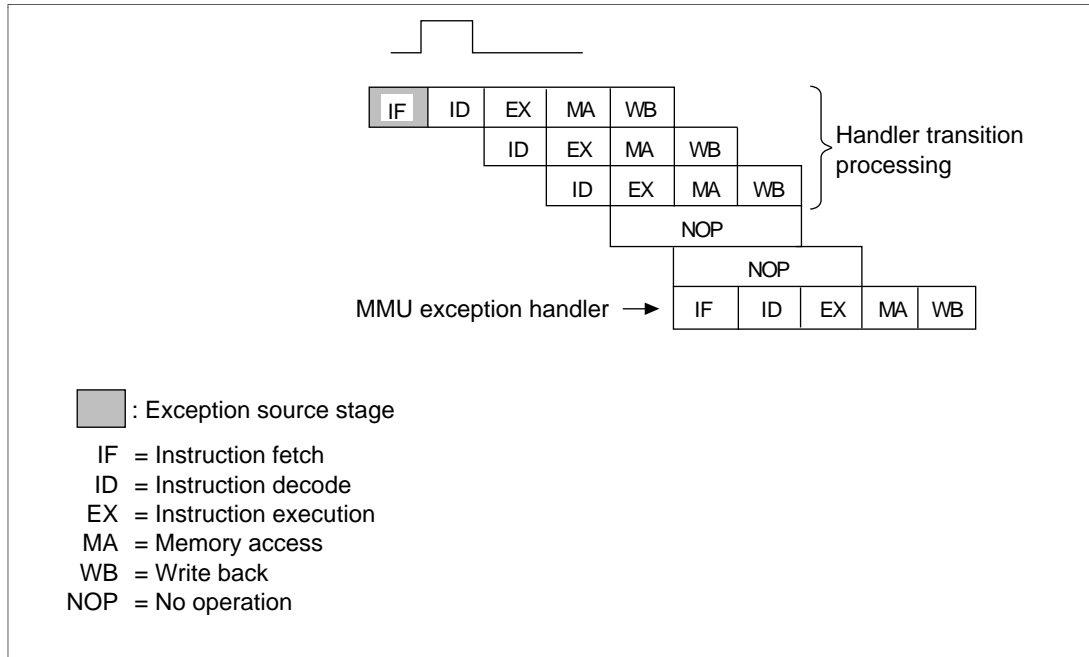 IF ID EX MA WB
ID EX MA WB
ID EX MA WB
Handler transition
processing
NOP
NOP
MMU exception handler
IF ID EX MA WB
: Exception source stage
IF = Instruction fetch
ID = Instruction decode
EX = Instruction execution
MA = Memory access
WB = Write back
NOP = No operation